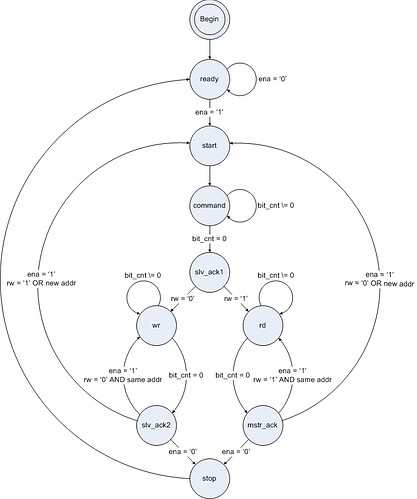 Begin
ready
ena = '0'
ena = '1'
start
command
bit_cnt \= 0
bit_cnt = 0
slv_ack1
ena = '1'
rw = '1' OR new addr
ena = '1'
rw = '0' OR new addr
bit_cnt \= 0
bit_cnt \= 0
rw = '0'
rw = '1'
wr
rd
ena = '1'
rw = '0' AND same addr
bit_cnt = 0
bit_cnt = 0
ena = '1'
rw = '1' AND same addr
slv_ack2
mstr_ack
ena = '0'
ena = '0'
stop